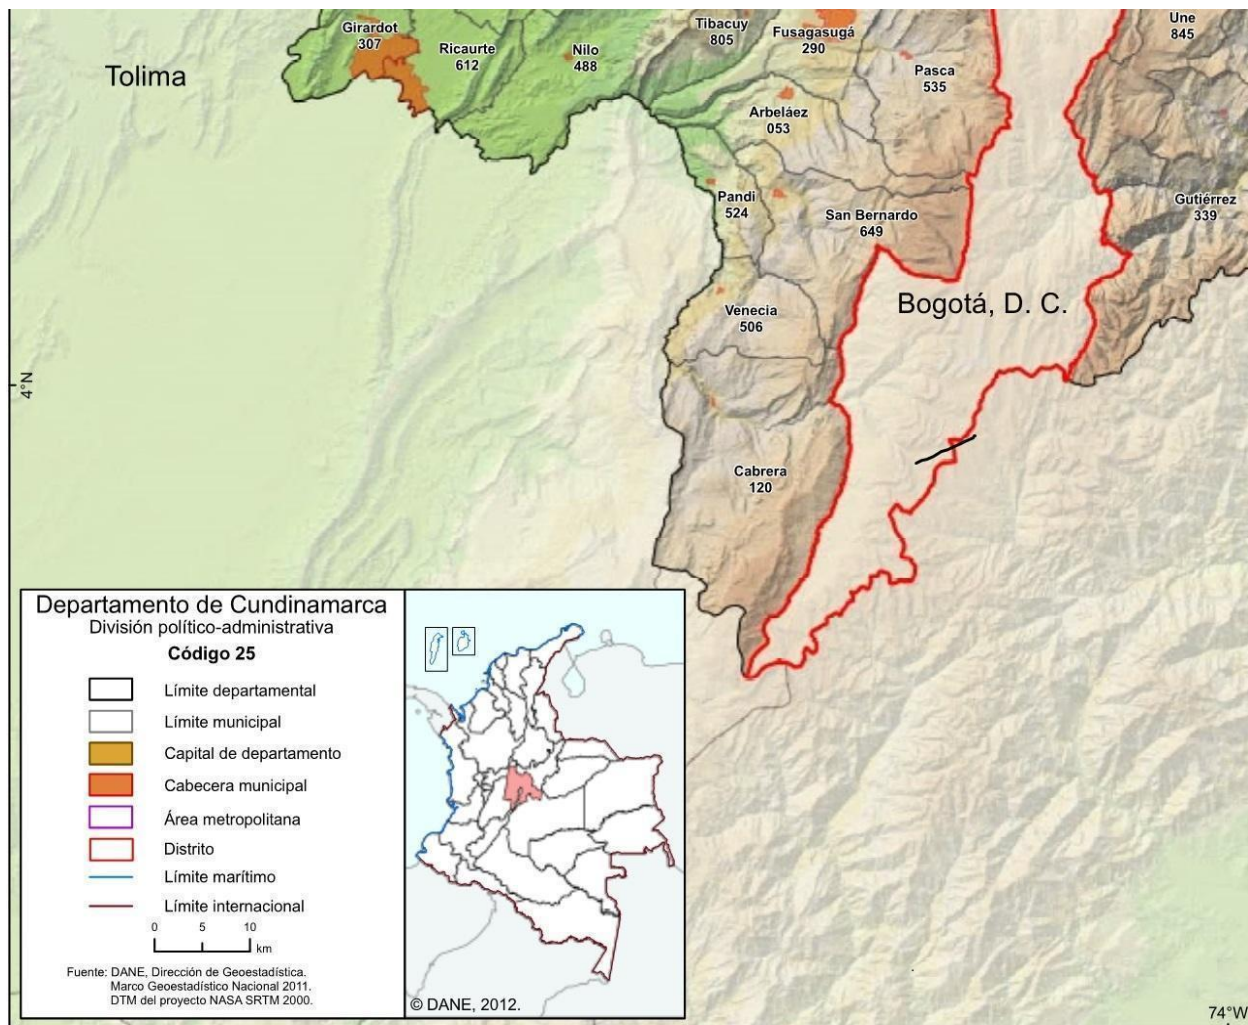 Girardot
307
Ricaurte
612
Nilo
488
Tibacuy
805
Fusagasugá
290
Une
845
Tolima
Pasca
535
Arbeláez
053
Pandi
524
San Bernardo
649
Gutiérrez
339
Venecia
506
Bogotá, D. C.
4°N
Cabrera
120
Departamento de Cundinamarca
División político-administrativa
Código 25
Límite departamental
Límite municipal
Capital de departamento
Cabecera municipal
Área metropolitana
Distrito
Límite marítimo
Límite internacional
0 5 10
km
Fuente: DANE, Dirección de Geoestadística.
Marco Geoestadístico Nacional 2011.
DTM del proyecto NASA SRTM 2000.
© DANE, 2012.
74°W